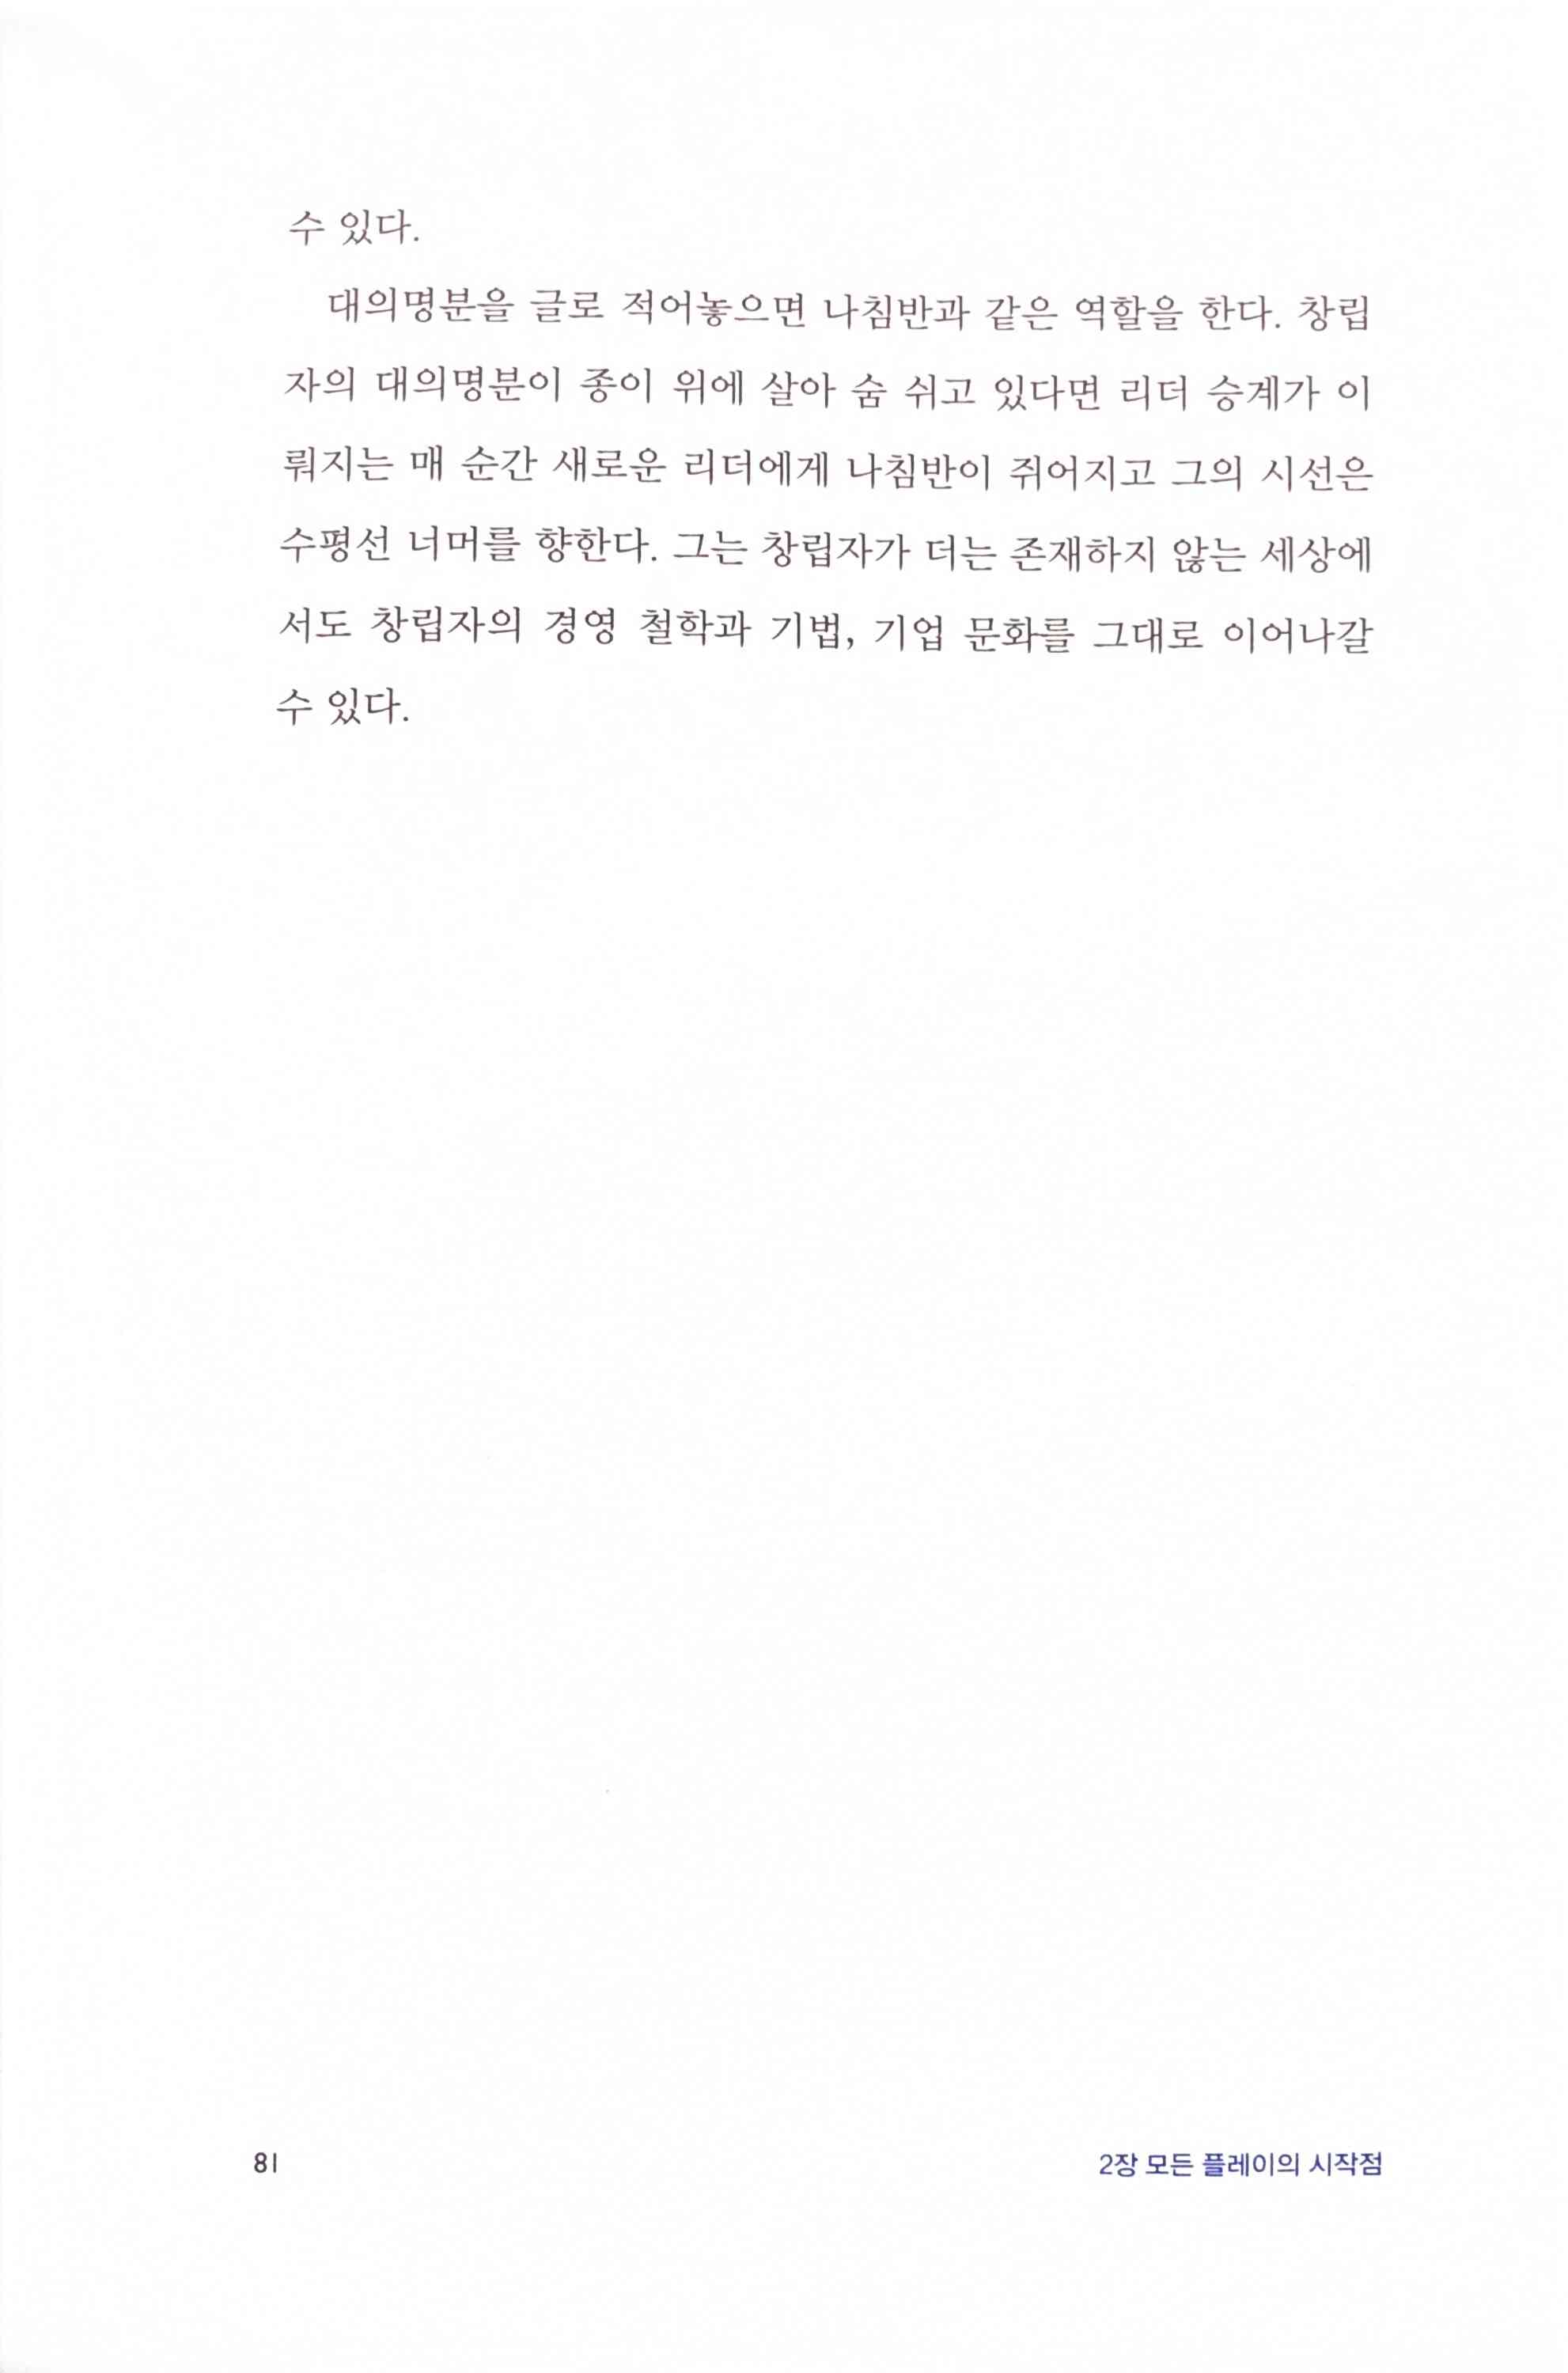 수 있다.
대의명분을 글로 적어놓으면 나침반과 같은 역할을 한다. 창립
자의 대의명분이 종이 위에 살아 숨 쉬고 있다면 리더 승계가 이
뤄지는 매 순간 새로운 리더에게 나침반이 쥐어지고 그의 시선은
수평선 너머를 향한다. 그는 창립자가 더는 존재하지 않는 세상에
서도 창립자의 경영 철학과 기법, 기업 문화를 그대로 이어나갈
수 있다.
81
2장 모든 플레이의 시작점